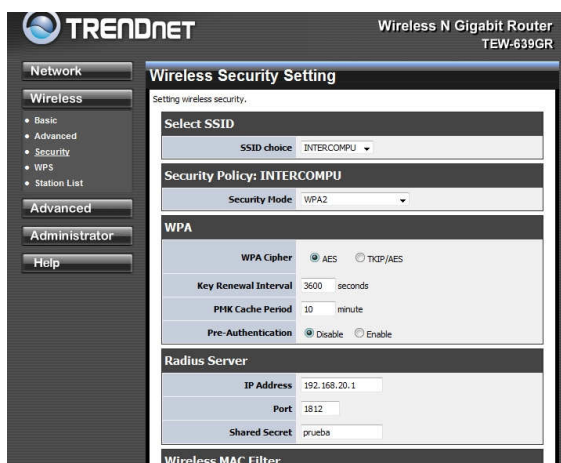 TRENDNET
Wireless N Gigabit Router
TEW-639GR
Network
Wireless
Basic
Advanced
Security
WPS
Station List
Advanced
Administrator
Help
Wireless Security Setting
Setting wireless security.
Select SSID
SSID choice INTERCOMPU
Security Policy: INTERCOMPU
Security Mode WPA2
WPA
WPA Cipher AES TKIP/AES
Key Renewal Interval 3600 seconds
PMK Cache Period 10 minute
Pre-Authentication Disable Enable
Radius Server
IP Address 192.168.20.1
Port 1812
Shared Secret prueba
Wireless MAC Filter